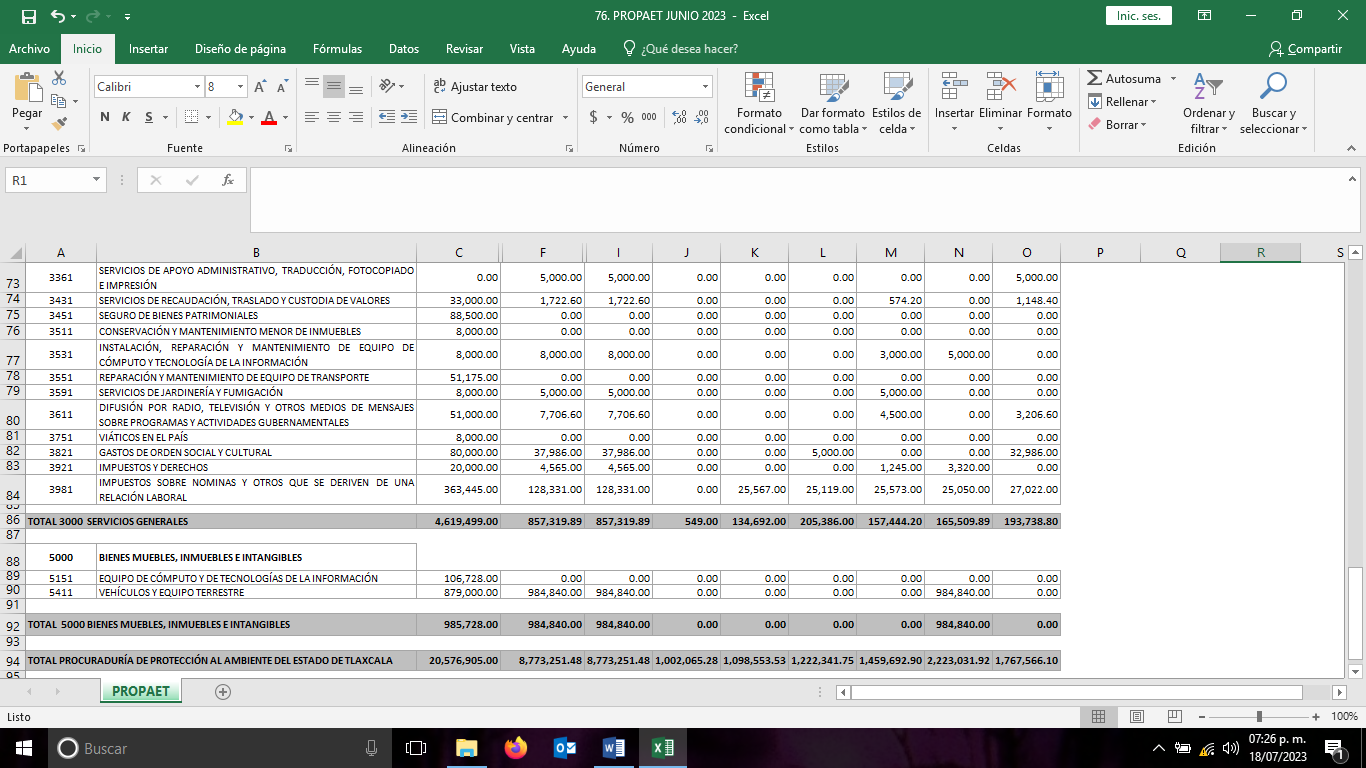 76. PROPAET JUNIO 2023 - Excel
Inic. ses.
Archivo Inicio Insertar Diseño de página Fórmulas Datos Revisar Vista Ayuda ¿Qué desea hacer? Compartir
Pegar
Calibri 8
N K S
Ajustar texto
Combinar y centrar
General
$ % 000
Formato condicional
Dar formato como tabla
Estilos de celda
Insertar Eliminar Formato
Autosuma
Rellenar
Borrar
Ordenar y filtrar
Buscar y seleccionar
Portapapeles Fuente Alineación Número Estilos Celdas Edición
R1 fx
A B C F I J K L M N O P Q R S
73 3361 SERVICIOS DE APOYO ADMINISTRATIVO, TRADUCCIÓN, FOTOCOPIADO E IMPRESIÓN 0.00 5,000.00 5,000.00 0.00 0.00 0.00 0.00 0.00 5,000.00
74 3431 SERVICIOS DE RECAUDACIÓN, TRASLADO Y CUSTODIA DE VALORES 33,000.00 1,722.60 1,722.60 0.00 0.00 0.00 574.20 0.00 1,148.40
75 3451 SEGURO DE BIENES PATRIMONIALES 88,500.00 0.00 0.00 0.00 0.00 0.00 0.00 0.00 0.00
76 3511 CONSERVACIÓN Y MANTENIMIENTO MENOR DE INMUEBLES 8,000.00 0.00 0.00 0.00 0.00 0.00 0.00 0.00 0.00
77 3531 INSTALACIÓN, REPARACIÓN Y MANTENIMIENTO DE EQUIPO DE CÓMPUTO Y TECNOLOGÍA DE LA INFORMACIÓN 8,000.00 8,000.00 8,000.00 0.00 0.00 0.00 3,000.00 5,000.00 0.00
78 3551 REPARACIÓN Y MANTENIMIENTO DE EQUIPO DE TRANSPORTE 51,175.00 0.00 0.00 0.00 0.00 0.00 0.00 0.00 0.00
79 3591 SERVICIOS DE JARDINERÍA Y FUMIGACIÓN 8,000.00 5,000.00 5,000.00 0.00 0.00 0.00 5,000.00 0.00 0.00
80 3611 DIFUSIÓN POR RADIO, TELEVISIÓN Y OTROS MEDIOS DE MENSAJES SOBRE PROGRAMAS Y ACTIVIDADES GUBERNAMENTALES 51,000.00 7,706.60 7,706.60 0.00 0.00 0.00 4,500.00 0.00 3,206.60
81 3751 VIÁTICOS EN EL PAÍS 8,000.00 0.00 0.00 0.00 0.00 0.00 0.00 0.00 0.00
82 3821 GASTOS DE ORDEN SOCIAL Y CULTURAL 80,000.00 37,986.00 37,986.00 0.00 0.00 5,000.00 0.00 0.00 32,986.00
83 3921 IMPUESTOS Y DERECHOS 20,000.00 4,565.00 4,565.00 0.00 0.00 0.00 1,245.00 3,320.00 0.00
84 3981 IMPUESTOS SOBRE NOMINAS Y OTROS QUE SE DERIVEN DE UNA RELACIÓN LABORAL 363,445.00 128,331.00 128,331.00 0.00 25,567.00 25,119.00 25,573.00 25,050.00 27,022.00
85
86 TOTAL 3000 SERVICIOS GENERALES 4,619,499.00 857,319.89 857,319.89 549.00 134,692.00 205,386.00 157,444.20 165,509.89 193,738.80
87
88 5000 BIENES MUEBLES, INMUEBLES E INTANGIBLES
89 5151 EQUIPO DE CÓMPUTO Y DE TECNOLOGÍAS DE LA INFORMACIÓN 106,728.00 0.00 0.00 0.00 0.00 0.00 0.00 0.00 0.00
90 5411 VEHÍCULOS Y EQUIPO TERRESTRE 879,000.00 984,840.00 984,840.00 0.00 0.00 0.00 0.00 984,840.00 0.00
91
92 TOTAL 5000 BIENES MUEBLES, INMUEBLES E INTANGIBLES 985,728.00 984,840.00 984,840.00 0.00 0.00 0.00 0.00 984,840.00 0.00
93
94 TOTAL PROCURADURÍA DE PROTECCIÓN AL AMBIENTE DEL ESTADO DE TLAXCALA 20,576,905.00 8,773,251.48 8,773,251.48 1,002,065.28 1,098,553.53 1,222,341.75 1,459,692.90 2,223,031.92 1,767,566.10
95
PROPAET
Listo 100%
Buscar
07:26 p. m.
18/07/2023
1